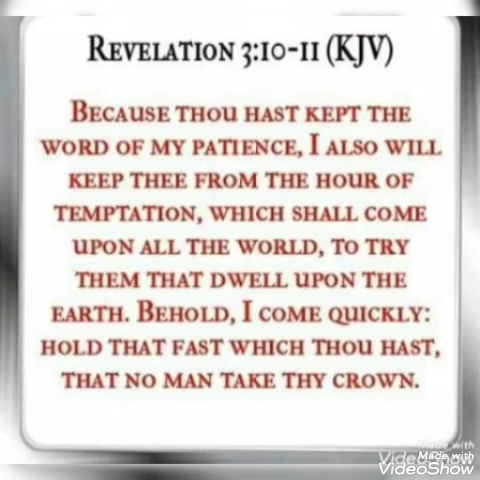 Revelation 3:10-11 (KJV)
Because thou hast kept the
word of my patience, I also will
keep thee from the hour of
temptation, which shall come
upon all the world, to try
them that dwell upon the
earth. Behold, I come quickly:
hold that fast which thou hast,
that no man take thy crown.
Made with
Made with
VideoShow